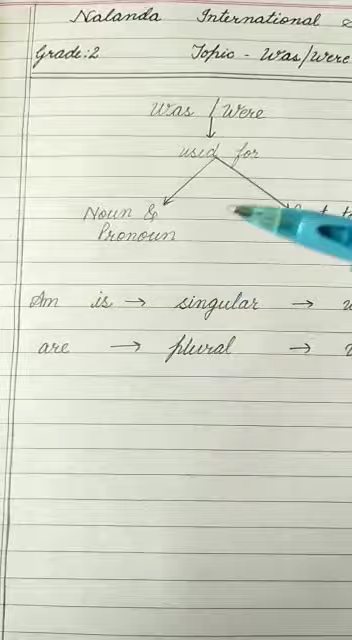 Nalanda International
Grade:2 Topic - Was/Were
Was / Were
used for
Noun &
Pronoun
Am is → singular →
are → plural →